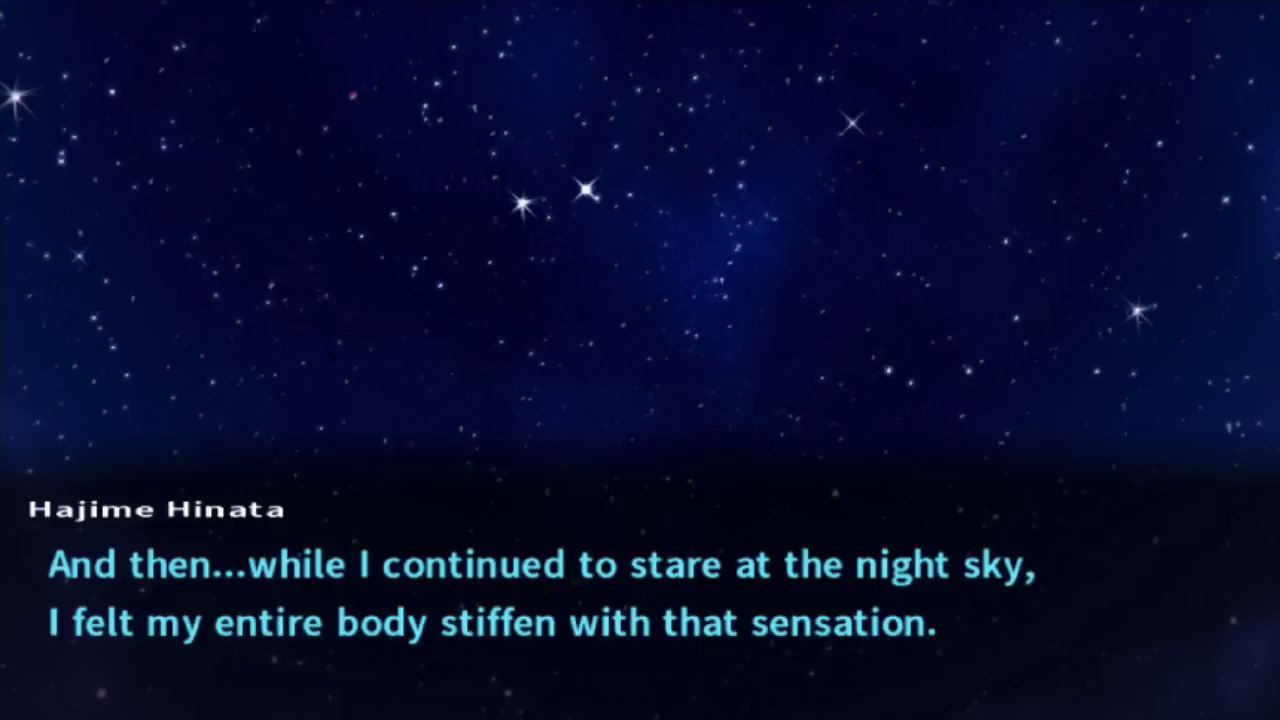 Hajime Hinata
And then...while I continued to stare at the night sky,
I felt my entire body stiffen with that sensation.